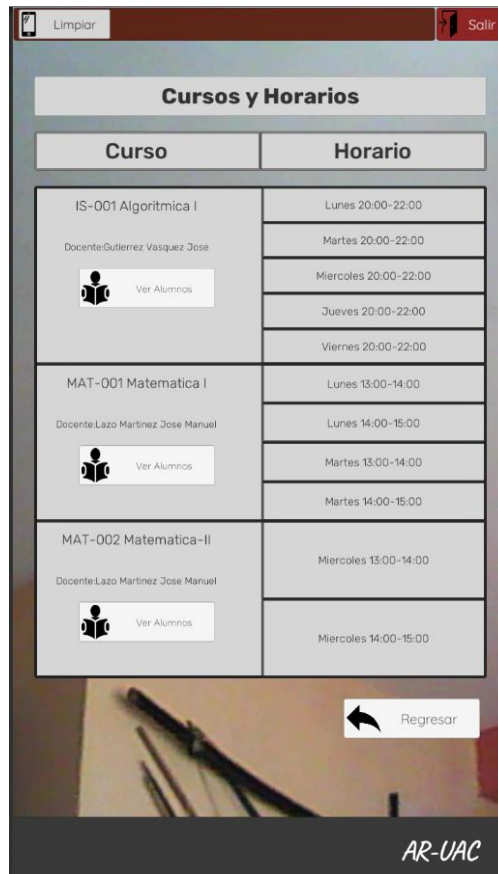 Limpiar
Salir
Cursos y Horarios
Curso
Horario
IS-001 Algoritmica I
Docente:Gutierrez Vasquez Jose
Ver Alumnos
Lunes 20:00-22:00
Martes 20:00-22:00
Miercoles 20:00-22:00
Jueves 20:00-22:00
Viernes 20:00-22:00
MAT-001 Matematica I
Docente:Lazo Martinez Jose Manuel
Ver Alumnos
Lunes 13:00-14:00
Lunes 14:00-15:00
Martes 13:00-14:00
Martes 14:00-15:00
MAT-002 Matematica-II
Docente:Lazo Martinez Jose Manuel
Ver Alumnos
Miercoles 13:00-14:00
Miercoles 14:00-15:00
Regresar
AR-UAC